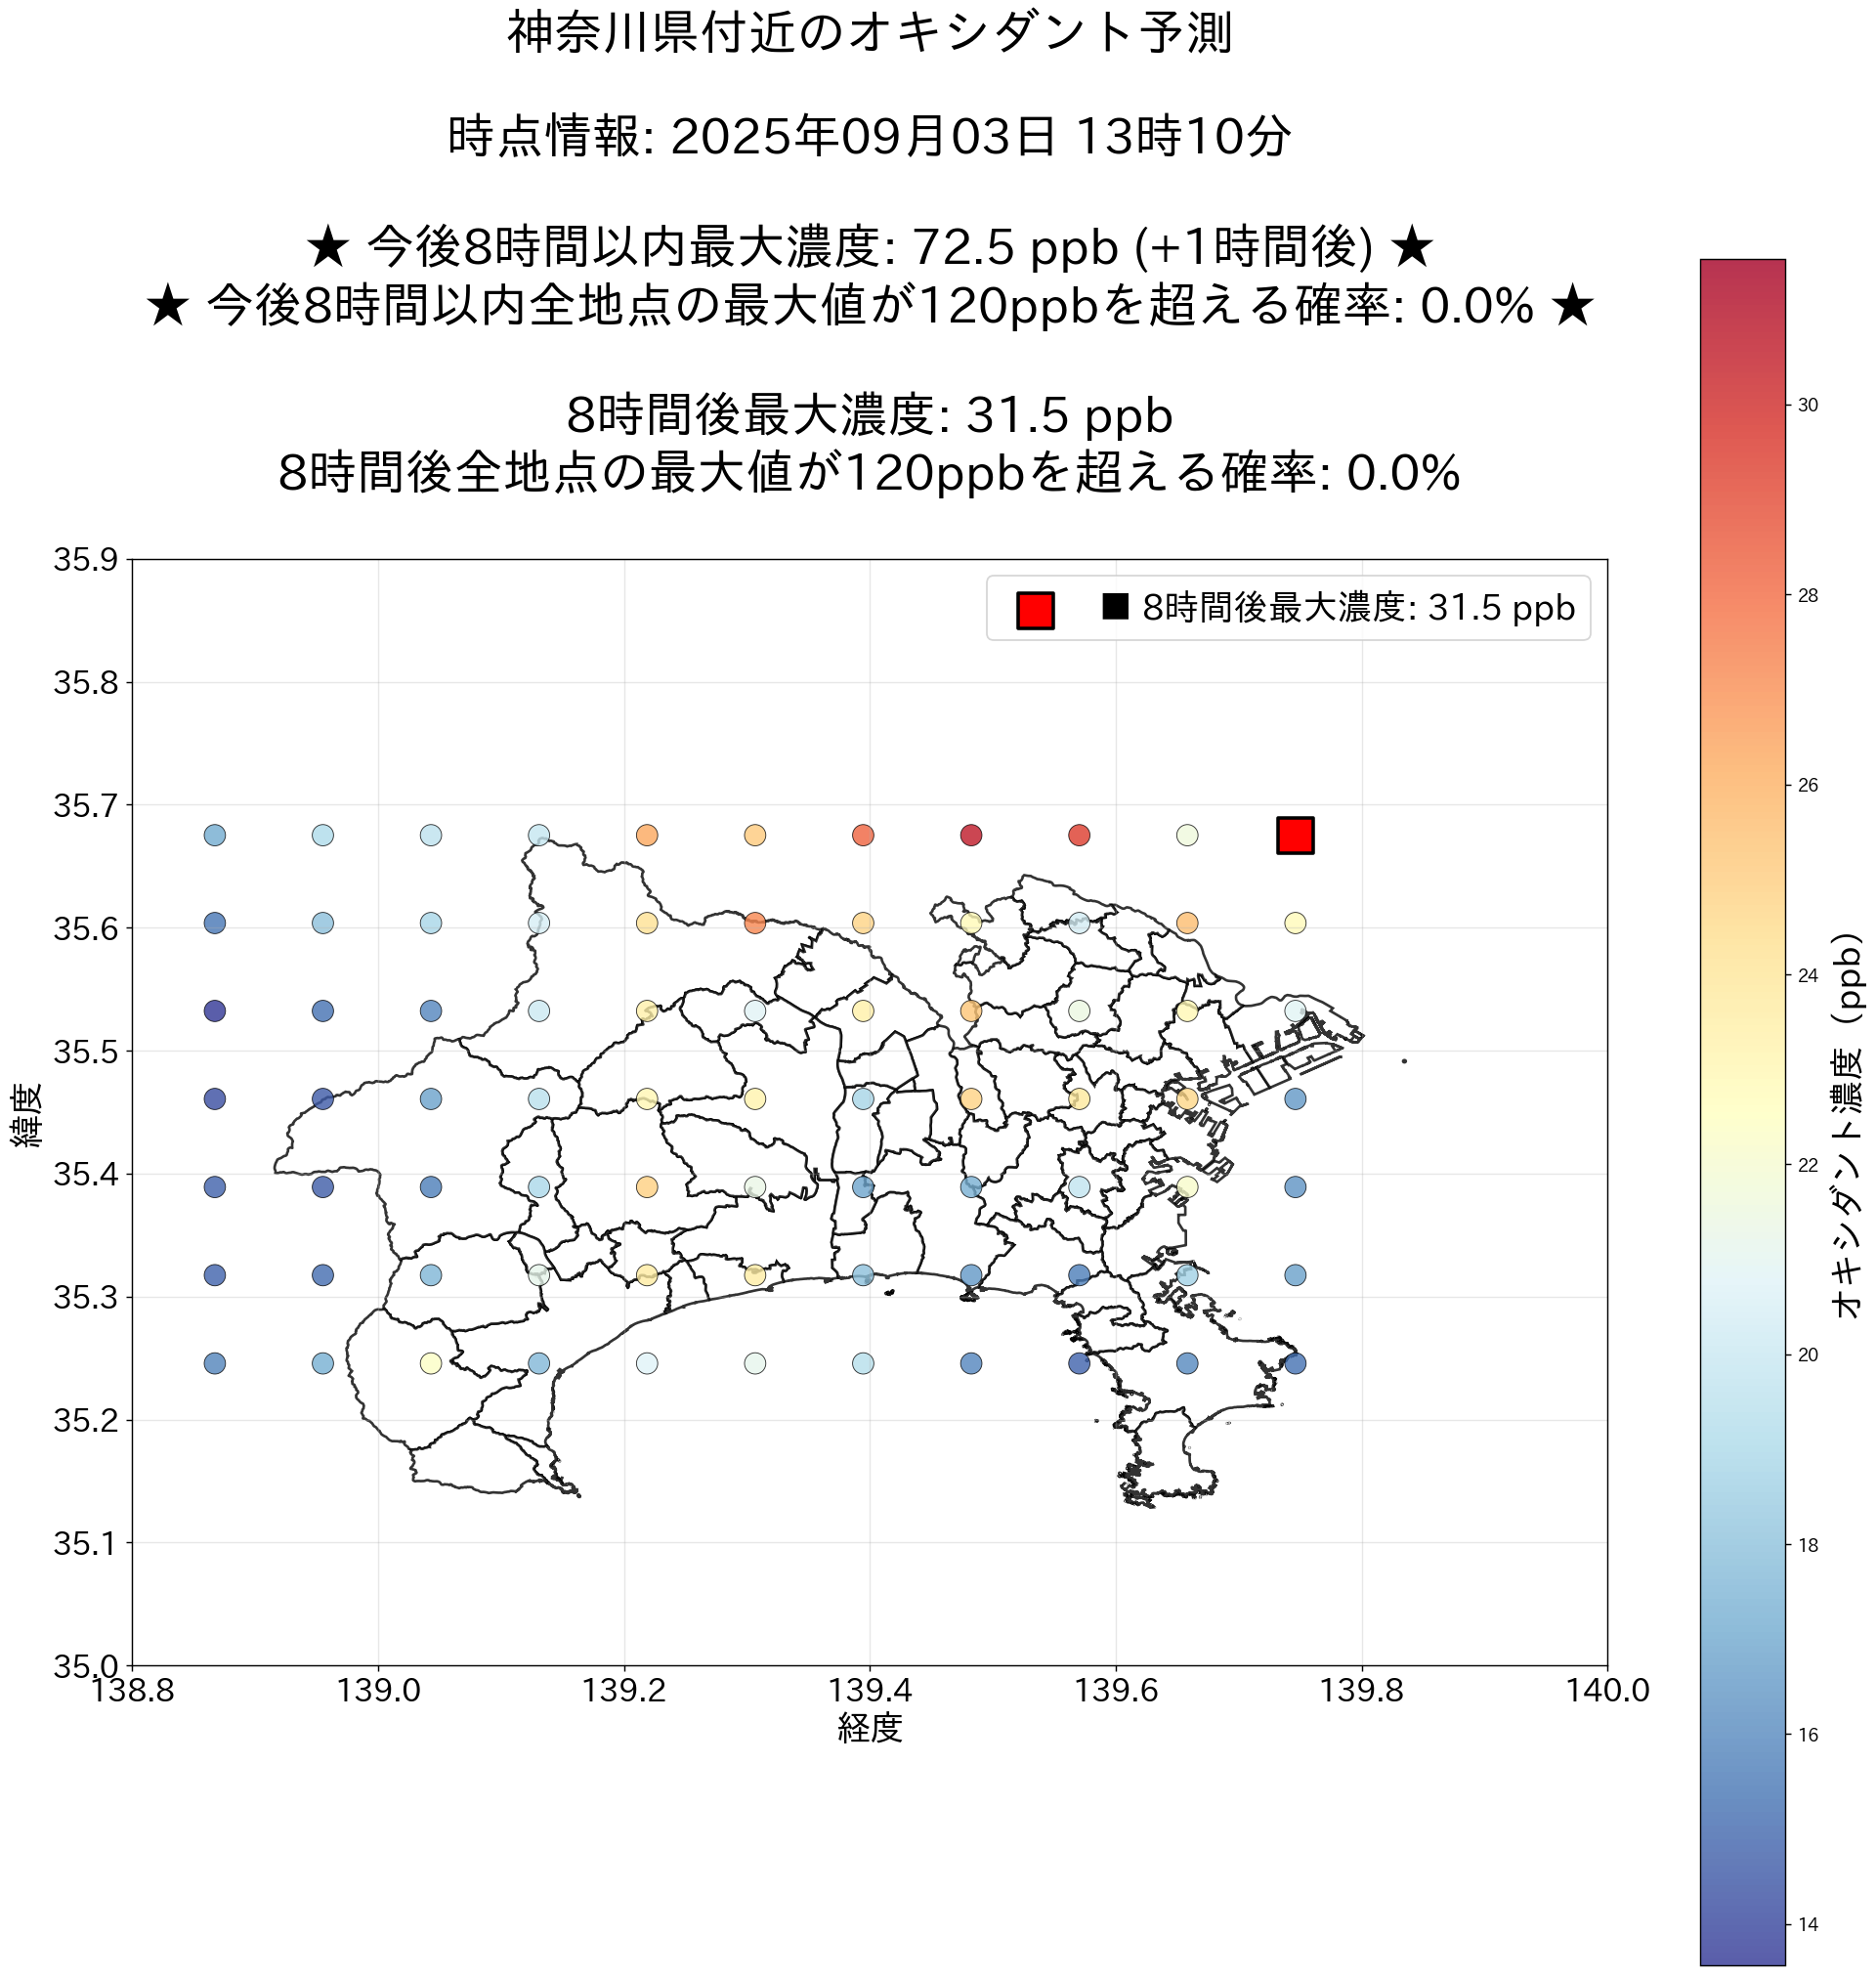 神奈川県付近のオキシダント予測
時点情報: 2025年09月03日 13時10分
★ 今後8時間以内最大濃度: 72.5 ppb (+1時間後) ★
★ 今後8時間以内全地点の最大値が120ppbを超える確率: 0.0% ★
8時間後最大濃度: 31.5 ppb
8時間後全地点の最大値が120ppbを超える確率: 0.0%
■ 8時間後最大濃度: 31.5 ppb
35.9
35.8
35.7
35.6
35.5
35.4
35.3
35.2
35.1
35.0
緯度
138.8
139.0
139.2
139.4
139.6
139.8
140.0
経度
30
28
26
24
22
20
18
16
14
オキシダント濃度（ppb）